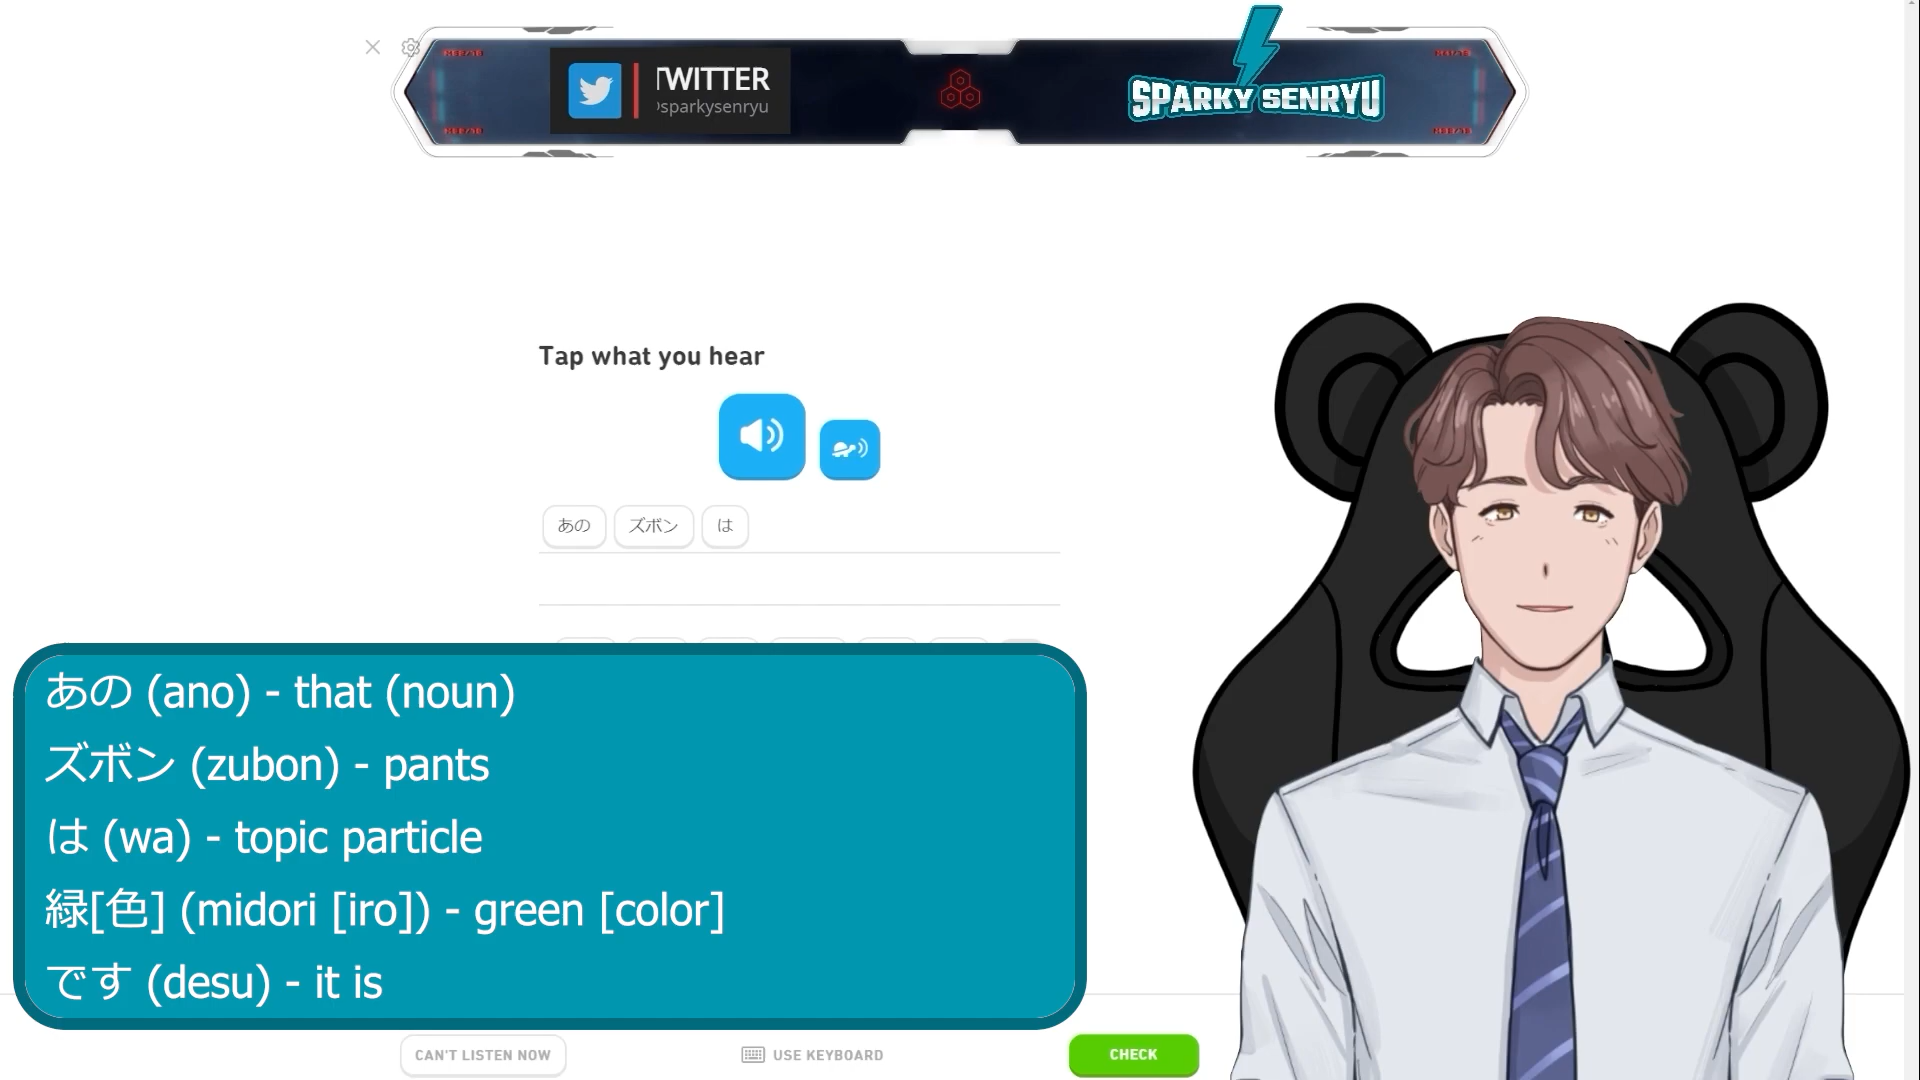 TWITTER
sparkysenryu
SPARKY SENRYU
Tap what you hear
あの ズボン は
あの (ano) - that (noun)
ズボン (zubon) - pants
は (wa) - topic particle
緑[色] (midori [iro]) - green [color]
です (desu) - it is
CAN'T LISTEN NOW
USE KEYBOARD
CHECK